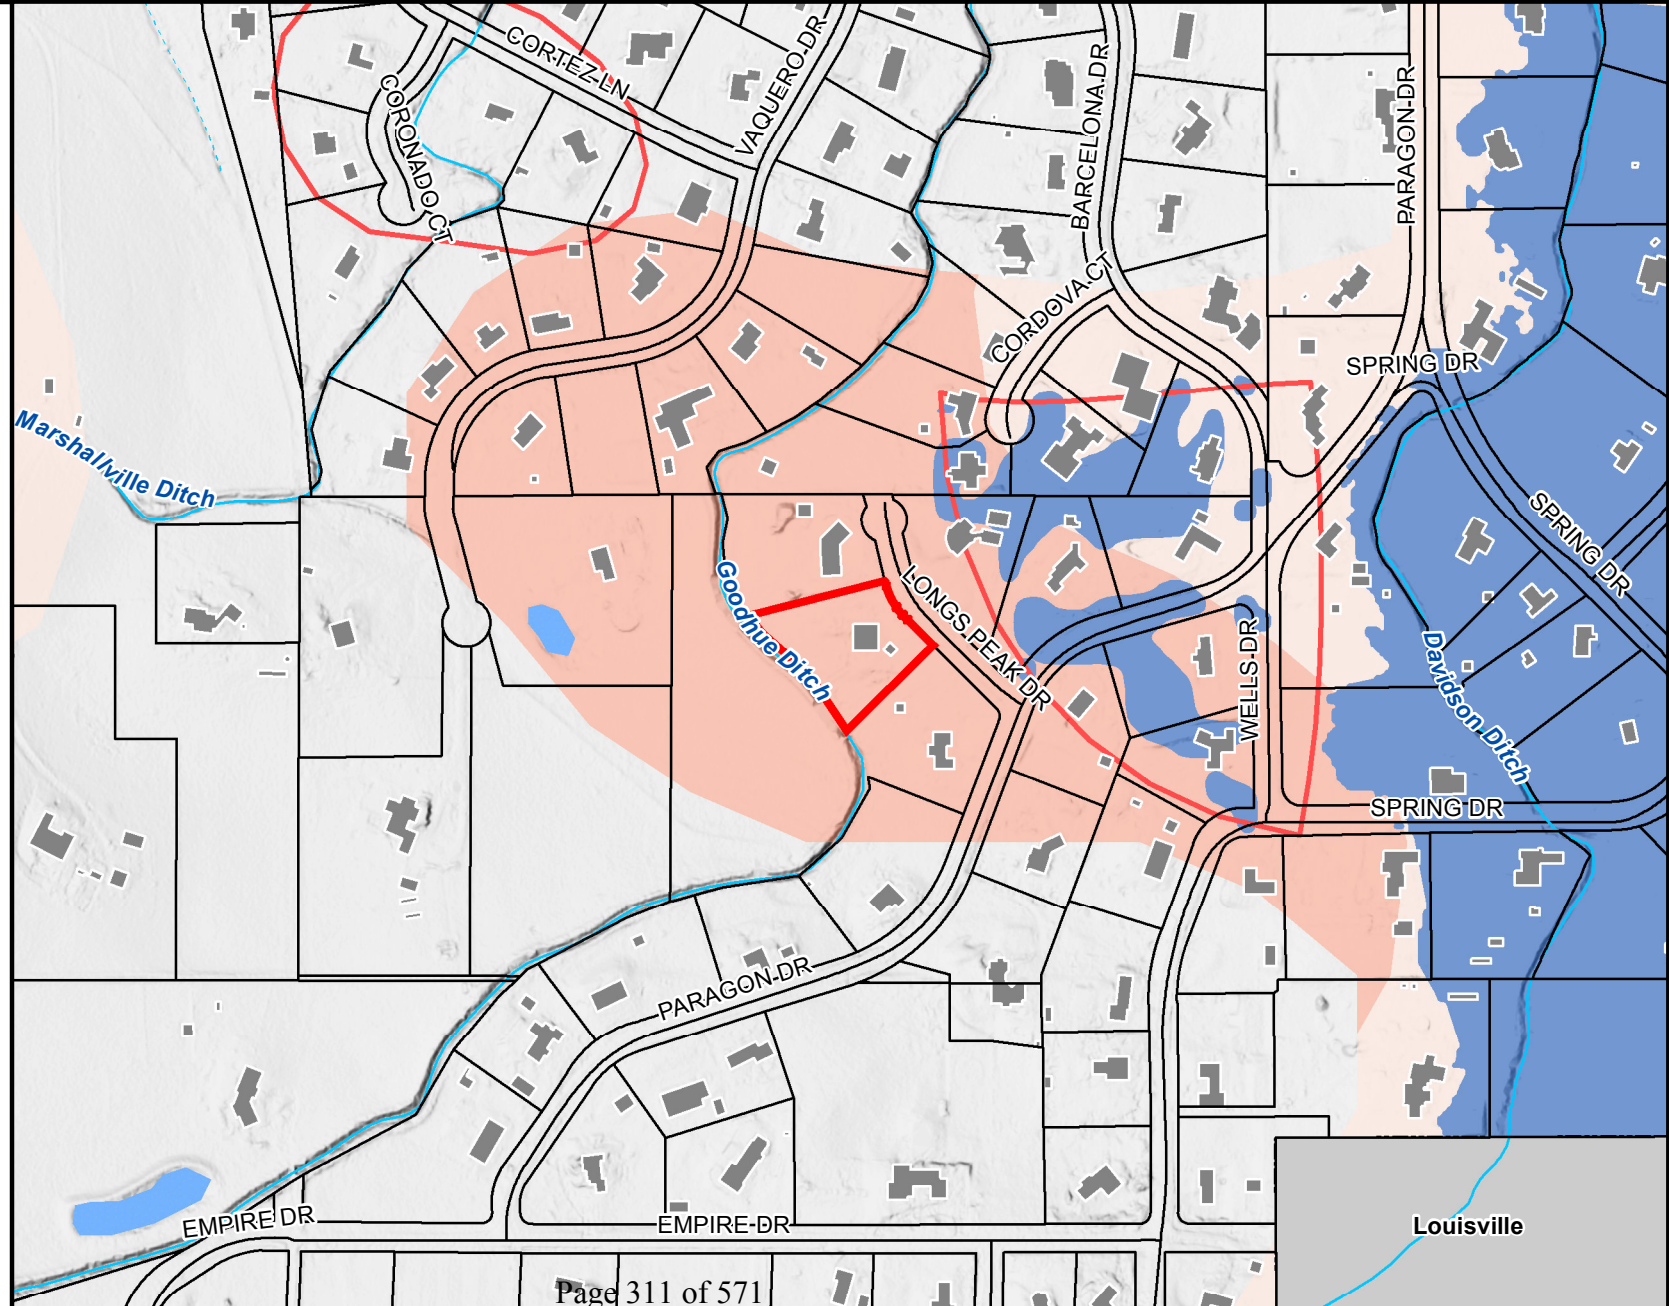 CORTEZ LN
VAQUERO DR
CORONADO CT
BARCELONA DR
PARAGON DR
CORDOVA CT
SPRING DR
Marshallville Ditch
SPRING DR
Goodhue Ditch
LONGS PEAK DR
WELLS DR
Davidson Ditch
SPRING DR
PARAGON DR
EMPIRE DR
EMPIRE DR
Louisville
Page 311 of 571